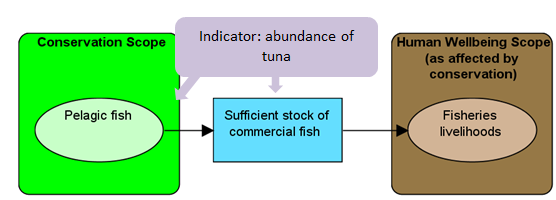 Conservation Scope
Indicator: abundance of
tuna
Human Wellbeing Scope
(as affected by
conservation)
Pelagic fish
Sufficient stock of
commercial fish
Fisheries
livelihoods